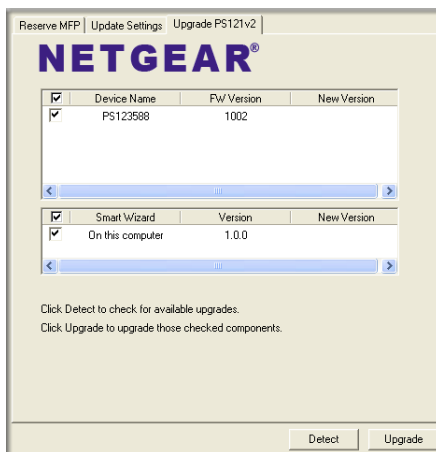 Reserve MFP Update Settings Upgrade PS121v2
NETGEAR®
Device Name FW Version New Version
PS123588 1002
Smart Wizard Version New Version
On this computer 1.0.0
Click Detect to check for available upgrades.
Click Upgrade to upgrade those checked components.
Detect Upgrade